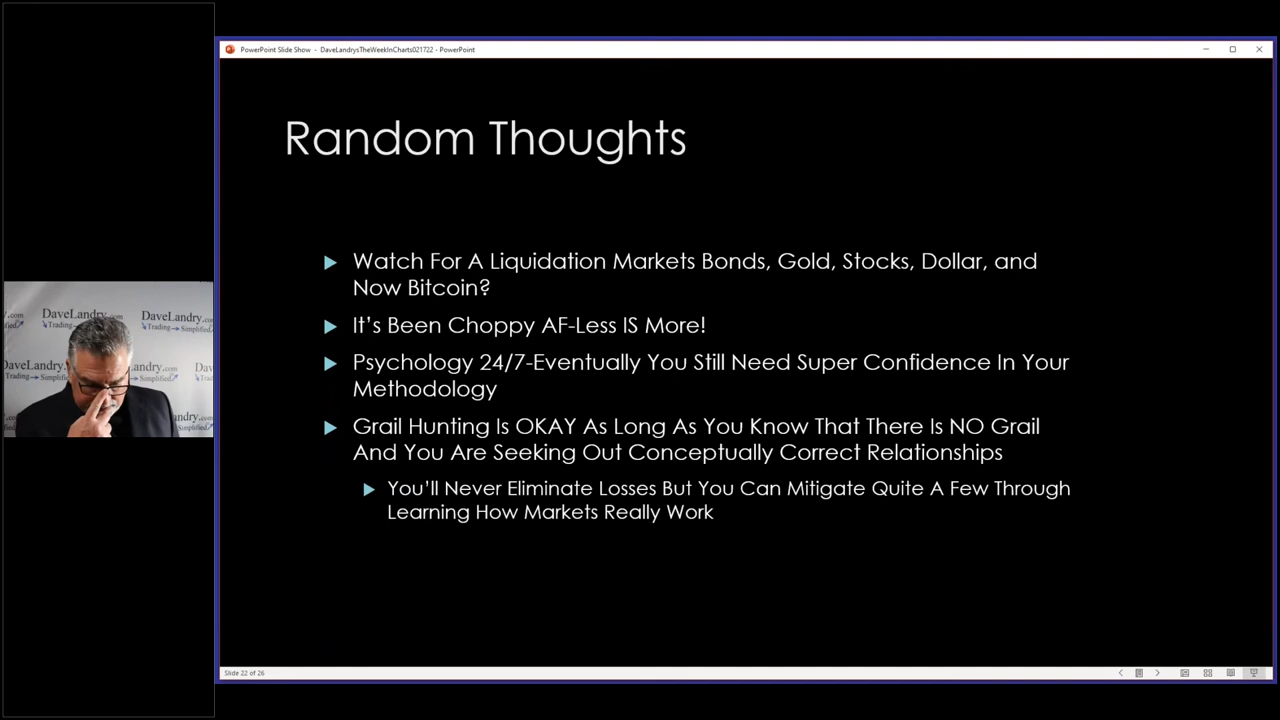 PowerPoint Slide Show - DaveLandrysTheWeekInCharts021722 - PowerPoint
Random Thoughts
Watch For A Liquidation Markets Bonds, Gold, Stocks, Dollar, and
Now Bitcoin?
It's Been Choppy AF-Less IS More!
Psychology 24/7-Eventually You Still Need Super Confidence In Your
Methodology
Grail Hunting Is OKAY As Long As You Know That There Is NO Grail
And You Are Seeking Out Conceptually Correct Relationships
You'll Never Eliminate Losses But You Can Mitigate Quite A Few Through
Learning How Markets Really Work
DaveLandry.com
DaveLandry.com
Trading Simplified
Trading Simplified
Slide 22 of 26